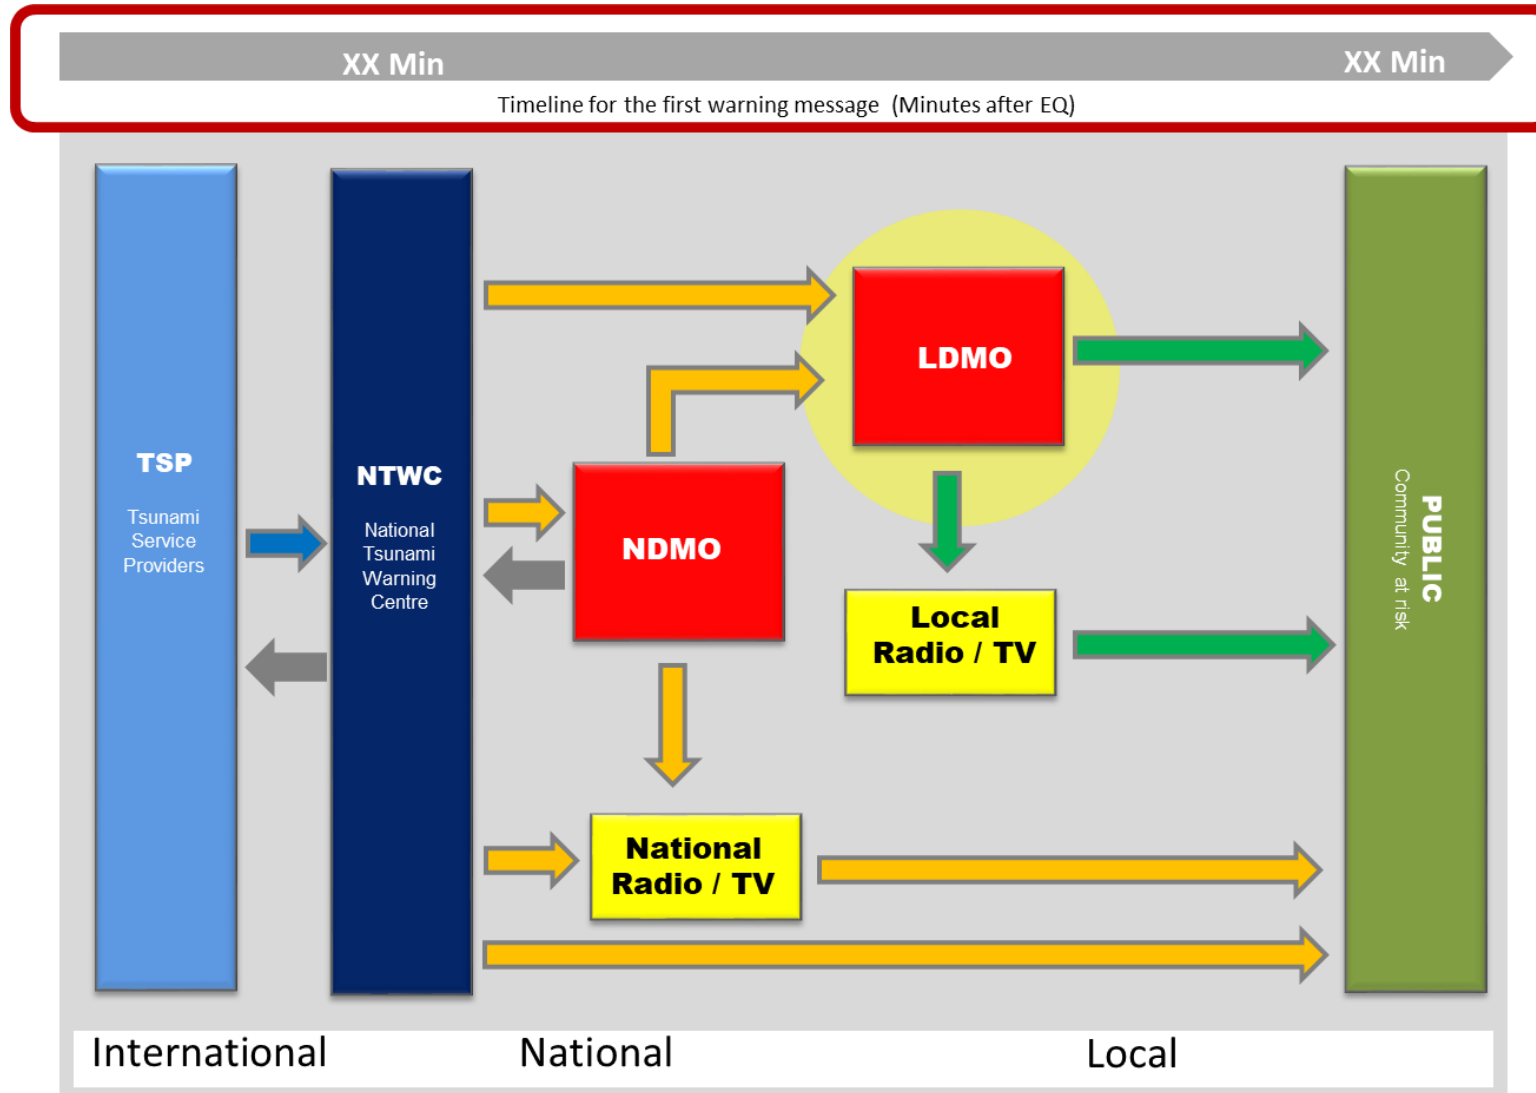 XX Min
XX Min
Timeline for the first warning message (Minutes after EQ)
TSP
Tsunami
Service
Providers
NTWC
National
Tsunami
Warning
Centre
NDMO
LDMO
Local
Radio / TV
National
Radio / TV
PUBLIC
Community at risk
International
National
Local